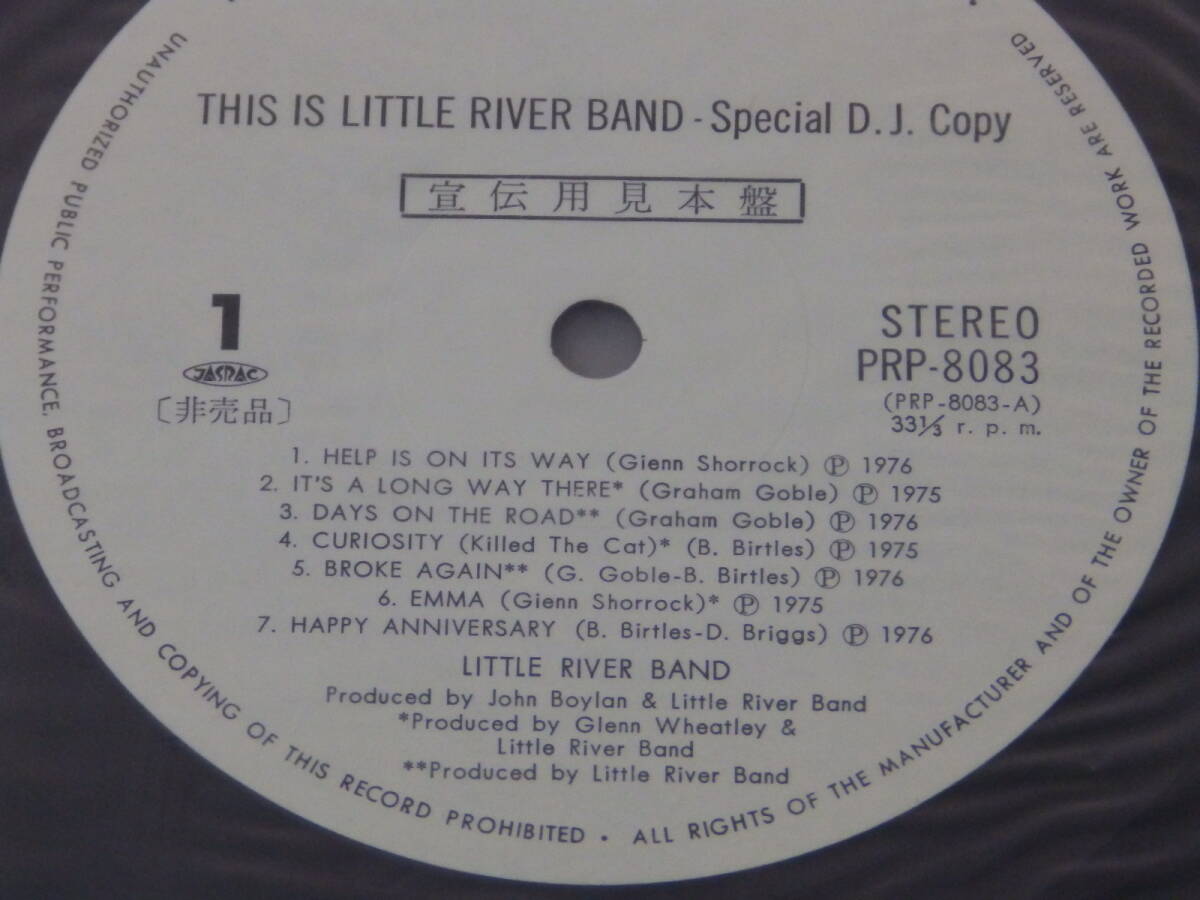 THIS IS LITTLE RIVER BAND - Special D.J. Copy
宣伝用見本盤
1
JASRAC
〔非売品〕
STEREO
PRP-8083
(PRP-8083-A)
33⅓ r. p. m.
1. HELP IS ON ITS WAY (Gienn Shorrock) ℗ 1976
2. IT'S A LONG WAY THERE* (Graham Goble) ℗ 1975
3. DAYS ON THE ROAD** (Graham Goble) ℗ 1976
4. CURIOSITY (Killed The Cat)* (B. Birtles) ℗ 1975
5. BROKE AGAIN** (G. Goble-B. Birtles) ℗ 1976
6. EMMA (Gienn Shorrock)* ℗ 1975
7. HAPPY ANNIVERSARY (B. Birtles-D. Briggs) ℗ 1976
LITTLE RIVER BAND
Produced by John Boylan & Little River Band
*Produced by Glenn Wheatley &
Little River Band
**Produced by Little River Band
UNAUTHORIZED PUBLIC PERFORMANCE, BROADCASTING AND COPYING OF THIS RECORD PROHIBITED • ALL RIGHTS OF THE MANUFACTURER AND OF THE OWNER OF THE RECORDED WORK ARE RESERVED